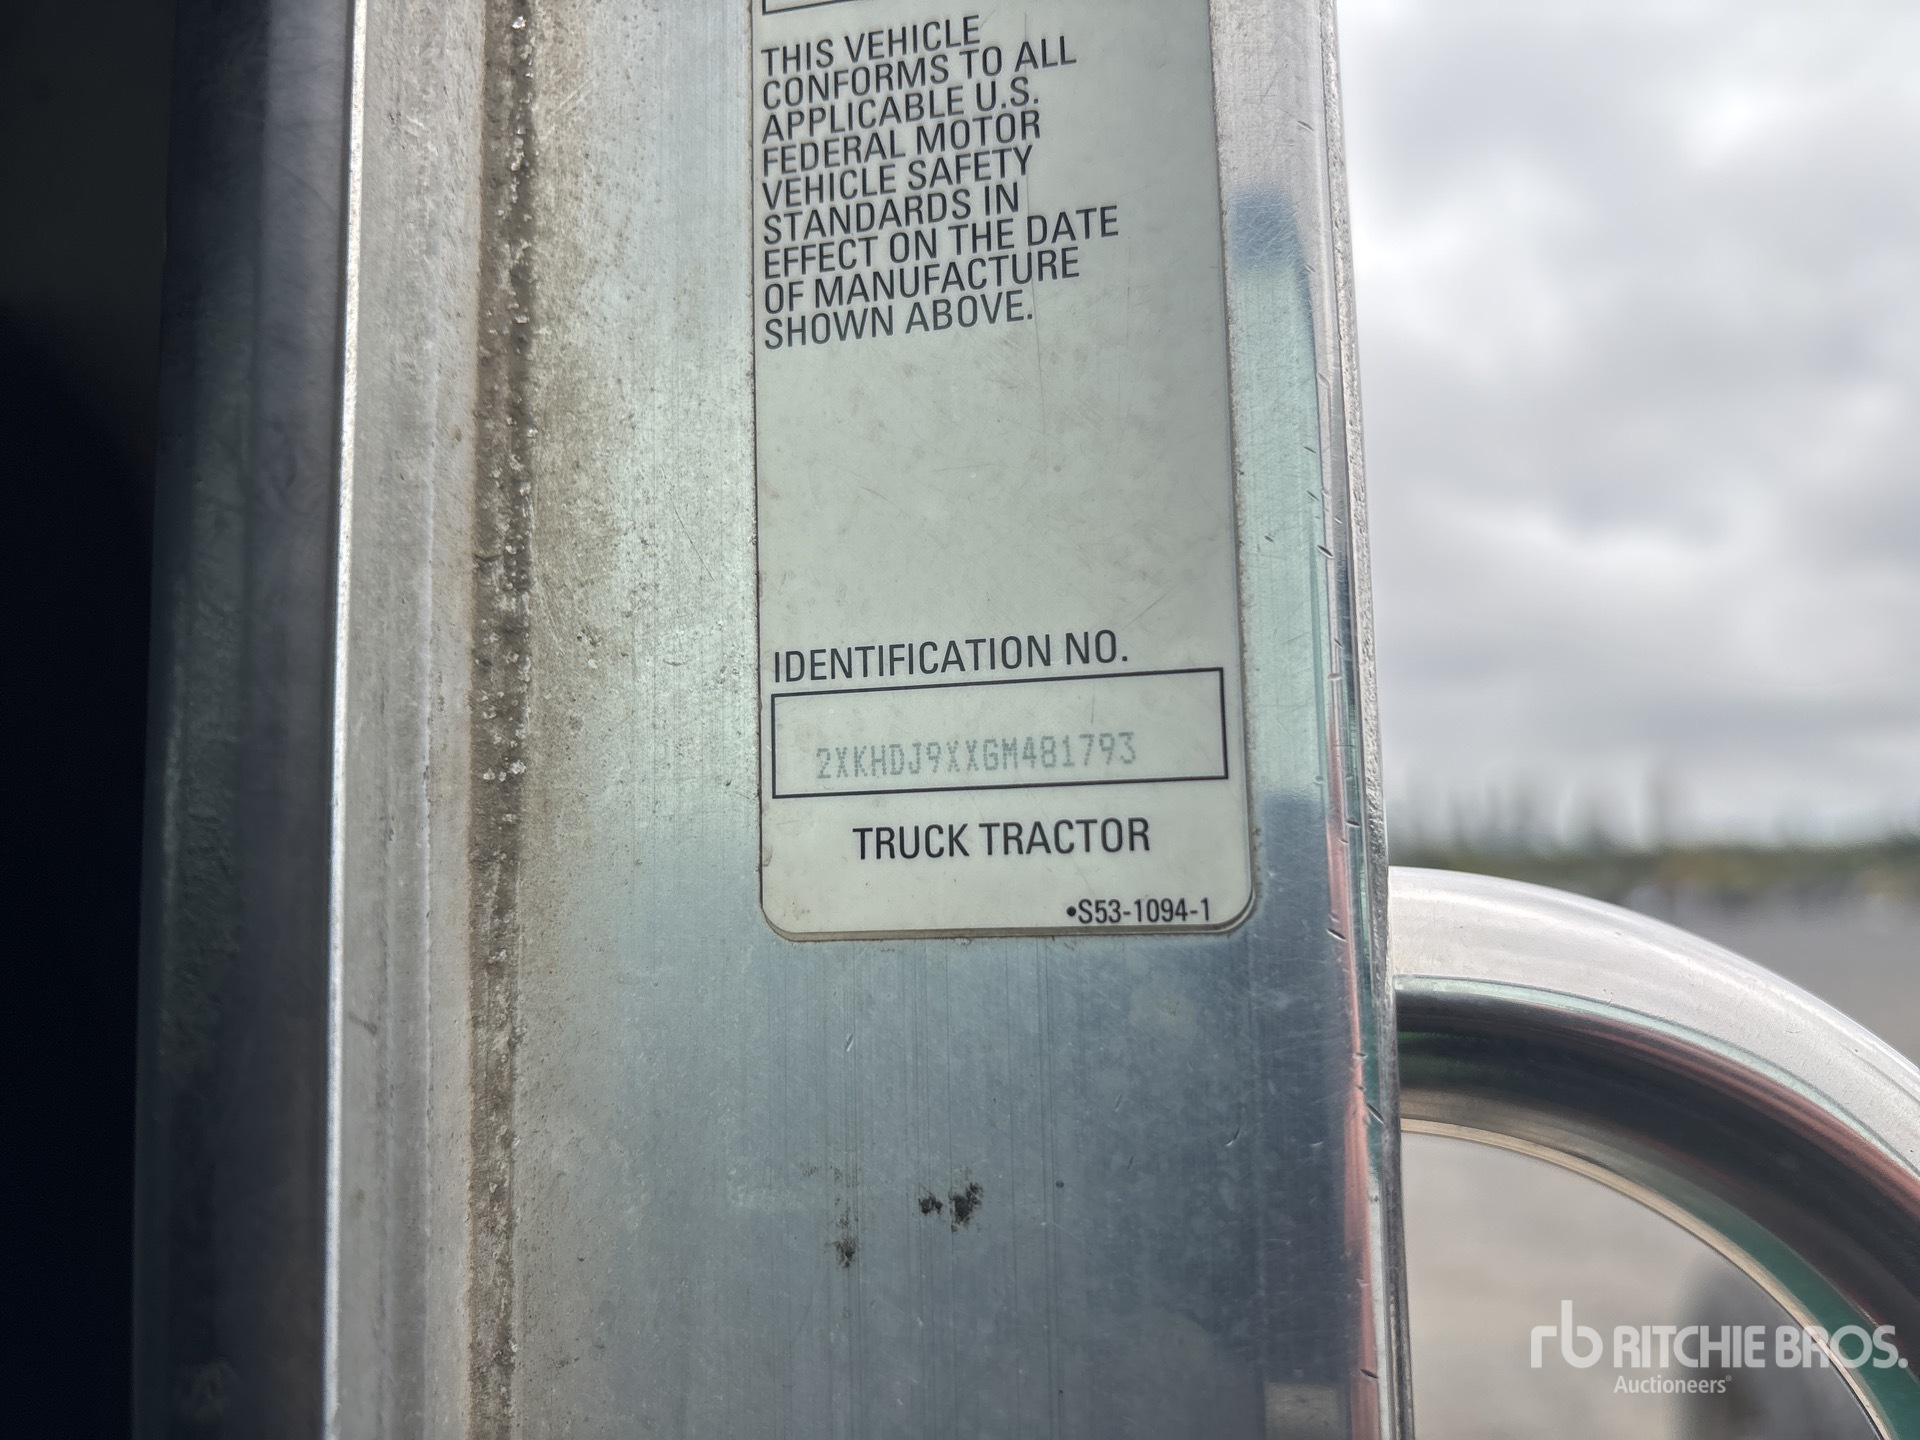 THIS VEHICLE
CONFORMS TO ALL
APPLICABLE U.S.
FEDERAL MOTOR
VEHICLE SAFETY
STANDARDS IN
EFFECT ON THE DATE
OF MANUFACTURE
SHOWN ABOVE.
IDENTIFICATION NO.
2XKHDJ9XXGM481793
TRUCK TRACTOR
•S53-1094-1
rb RITCHIE BROS.
Auctioneers